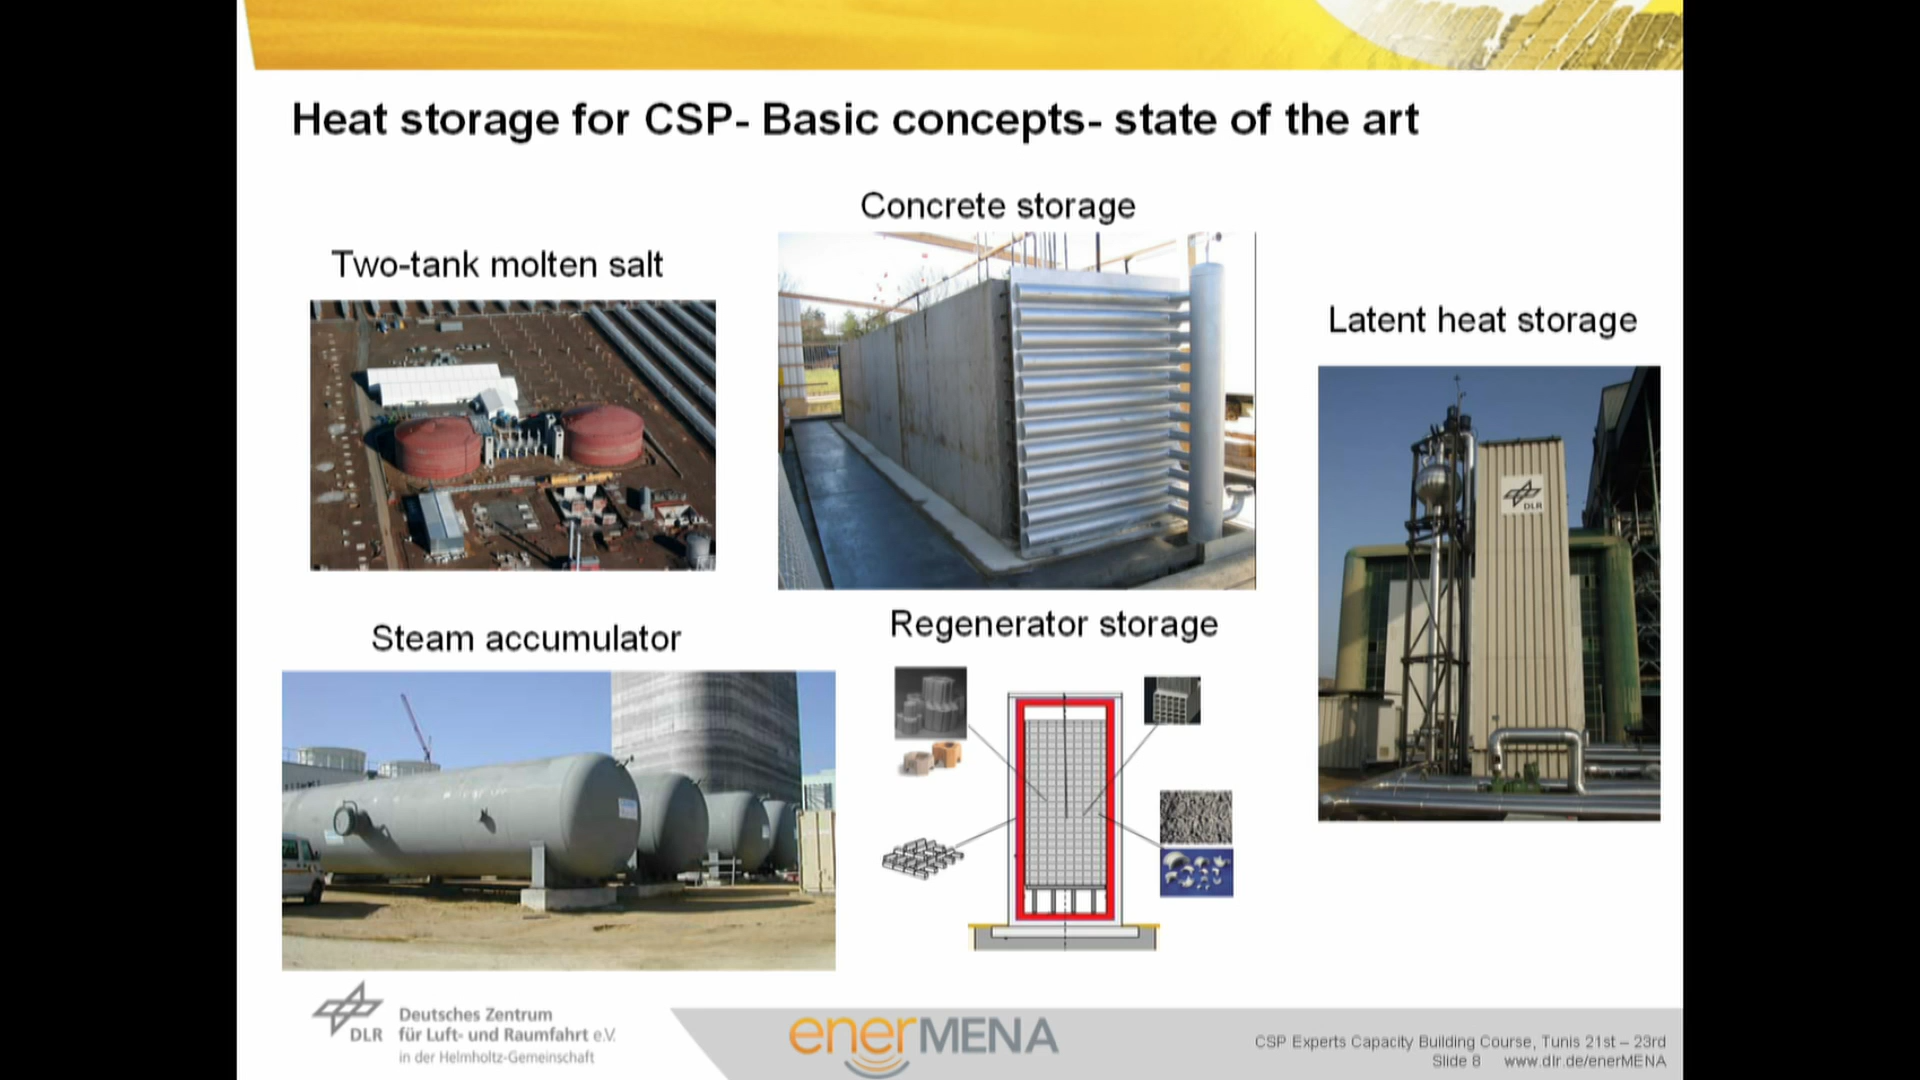 Heat storage for CSP- Basic concepts- state of the art
Concrete storage
Two-tank molten salt
Latent heat storage
DLR
Steam accumulator
Regenerator storage
DLR
Deutsches Zentrum
für Luft- und Raumfahrt e.V.
in der Helmholtz-Gemeinschaft
enerMENA
CSP Experts Capacity Building Course, Tunis 21st – 23rd
Slide 8 www.dlr.de/enerMENA